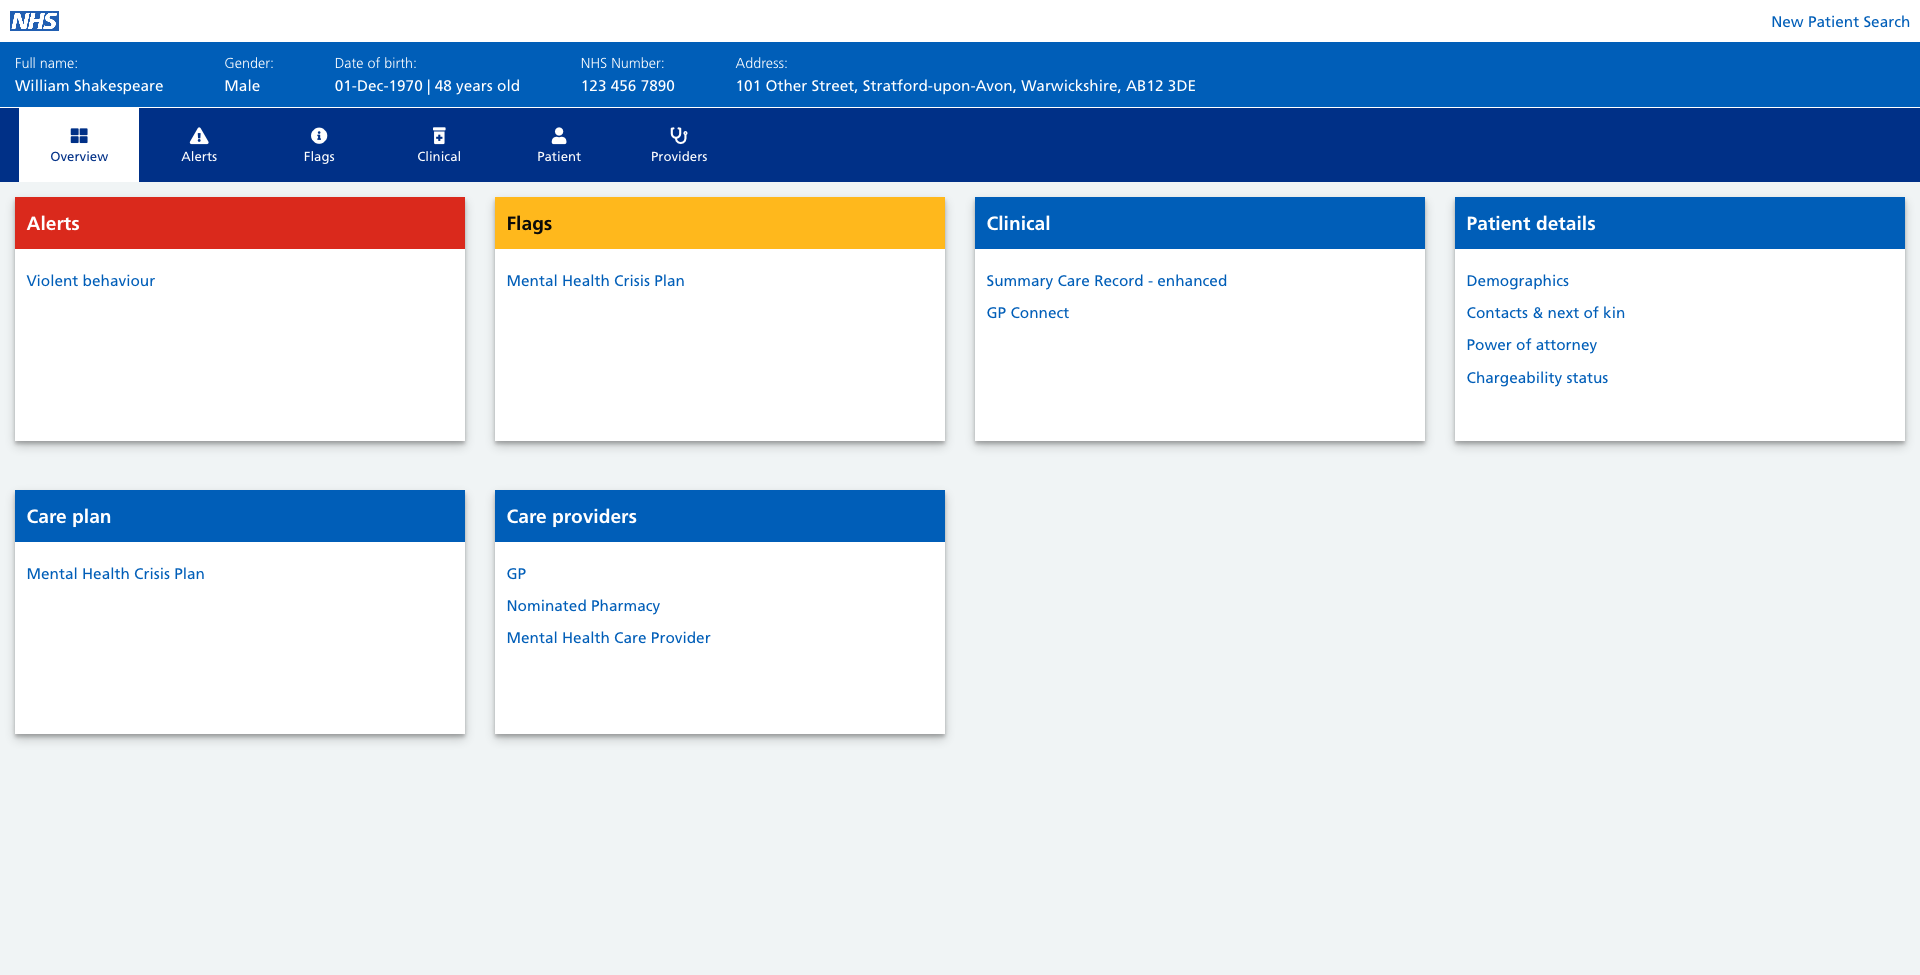 NHS
New Patient Search
Full name:
William Shakespeare
Gender:
Male
Date of birth:
01-Dec-1970 | 48 years old
NHS Number:
123 456 7890
Address:
101 Other Street, Stratford-upon-Avon, Warwickshire, AB12 3DE
Overview
Alerts
Flags
Clinical
Patient
Providers
Alerts
Violent behaviour
Flags
Mental Health Crisis Plan
Clinical
Summary Care Record - enhanced
GP Connect
Patient details
Demographics
Contacts & next of kin
Power of attorney
Chargeability status
Care plan
Mental Health Crisis Plan
Care providers
GP
Nominated Pharmacy
Mental Health Care Provider